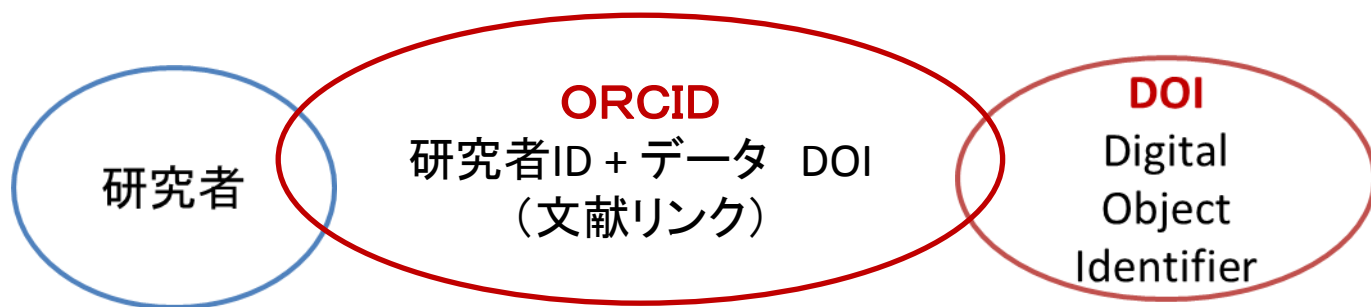 研究者
ORCID
研究者ID + データ　DOI
（文献リンク）
DOI
Digital
Object
Identifier